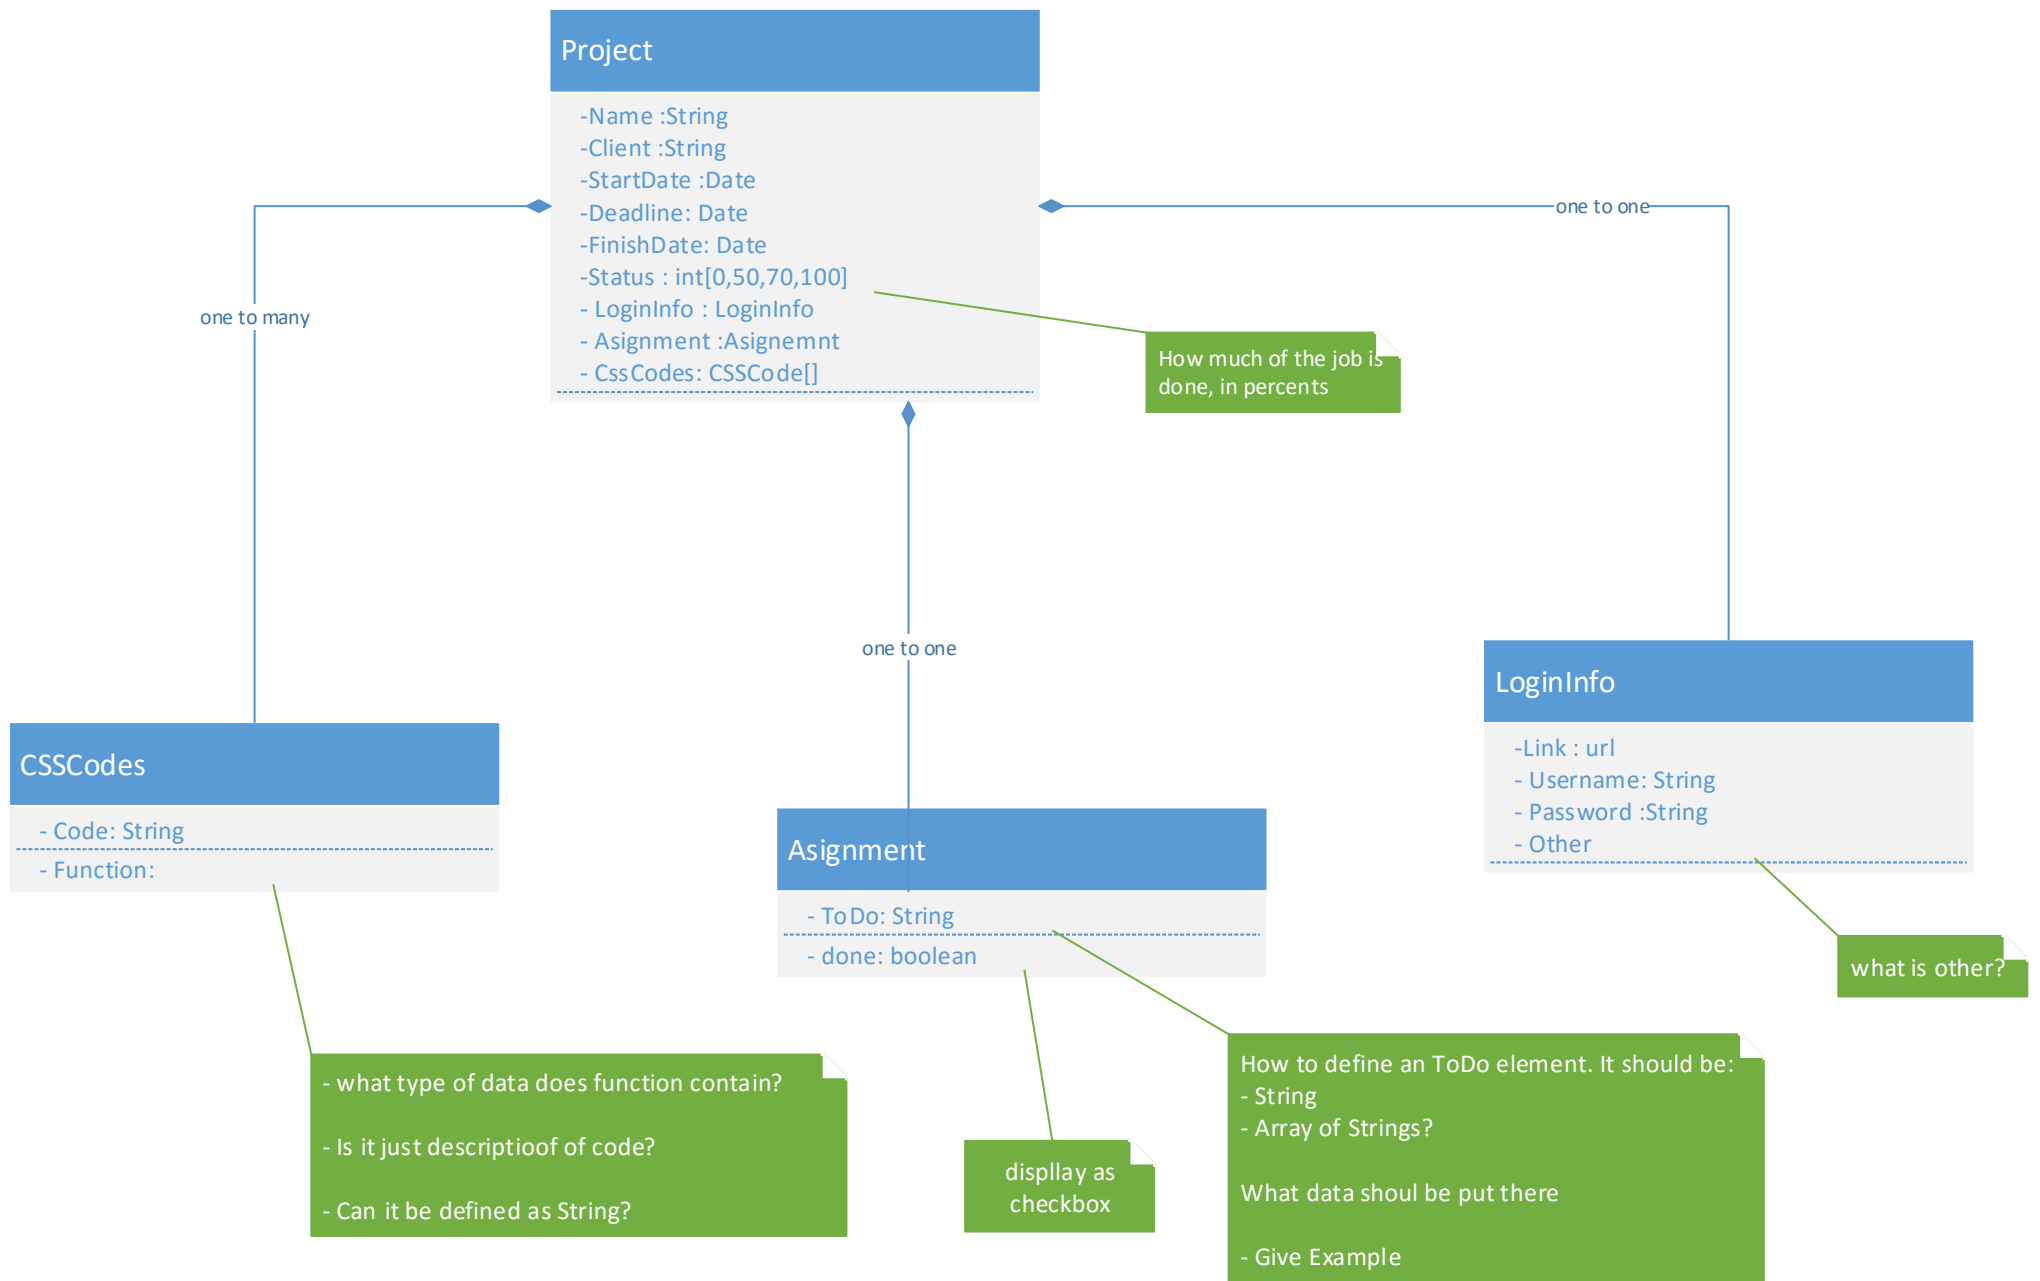 Project
-Name :String
-Client :String
-StartDate :Date
-Deadline: Date
-FinishDate: Date
-Status : int[0,50,70,100]
- LoginInfo : LoginInfo
- Asignment :Asignemnt
- CssCodes: CSSCode[]
one to one
one to many
How much of the job is
done, in percents
one to one
LoginInfo
-Link : url
- Username: String
- Password :String
- Other
CSSCodes
- Code: String
- Function:
Asignment
- ToDo: String
- done: boolean
what is other?
- what type of data does function contain?
- Is it just descriptioof of code?
- Can it be defined as String?
displlay as
checkbox
How to define an ToDo element. It should be:
- String
- Array of Strings?
What data shoul be put there
- Give Example